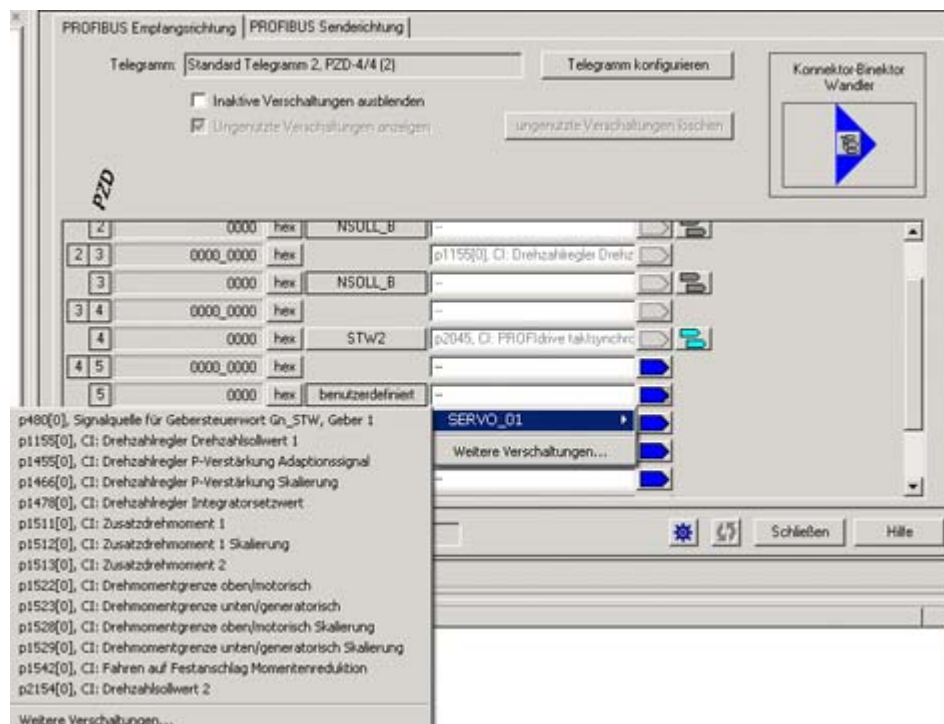 PROFIBUS Empfangsrichtung PROFIBUS Senderichtung
Telegramm: Standard Telegramm 2, PZD-4/4 (2) Telegramm konfigurieren
Konnektor-Binektor
Wandler
Inaktive Verschaltungen ausblenden
Ungenutzte Verschaltungen anzeigen ungenutzte Verschaltungen löschen
PZD
2 0000 hex NSOLL_B --
2 3 0000_0000 hex p1155[0], CI: Drehzahlregler Drehz
3 0000 hex NSOLL_B --
3 4 0000_0000 hex --
4 0000 hex STW2 p2045, CI: PROFIdrive taktsynchrc
4 5 0000_0000 hex --
5 0000 hex benutzerdefiniert --
SERVO_01
Weitere Verschaltungen...
--
p480[0], Signalquelle für Gebersteuerwort Gn_STW, Geber 1
p1155[0], CI: Drehzahlregler Drehzahlsollwert 1
p1455[0], CI: Drehzahlregler P-Verstärkung Adaptionssignal
p1466[0], CI: Drehzahlregler P-Verstärkung Skalierung
p1478[0], CI: Drehzahlregler Integratorsetzwert
p1511[0], CI: Zusatzdrehmoment 1
p1512[0], CI: Zusatzdrehmoment 1 Skalierung
p1513[0], CI: Zusatzdrehmoment 2
p1522[0], CI: Drehmomentgrenze oben/motorisch
p1523[0], CI: Drehmomentgrenze unten/generatorisch
p1528[0], CI: Drehmomentgrenze oben/motorisch Skalierung
p1529[0], CI: Drehmomentgrenze unten/generatorisch Skalierung
p1542[0], CI: Fahren auf Festanschlag Momentenreduktion
p2154[0], CI: Drehzahlsollwert 2
Weitere Verschaltungen...
Schließen Hilfe